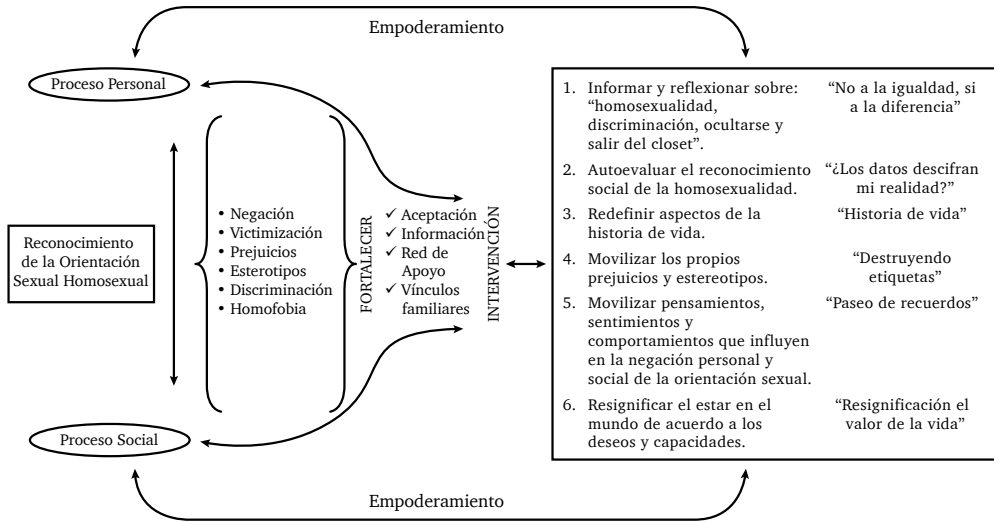 Empoderamiento
Proceso Personal
Reconocimiento
de la Orientación
Sexual Homosexual
Proceso Social
• Negación
• Victimización
• Prejuicios
• Esterotipos
• Discriminación
• Homofobia
FORTALECER
✓ Aceptación
✓ Información
✓ Red de
Apoyo
✓ Vínculos
familiares
INTERVENCIÓN
1. Informar y reflexionar sobre:
“homosexualidad,
discriminación, ocultarse y
salir del closet”.
“No a la igualdad, si
a la diferencia”
2. Autoevaluar el reconocimiento
social de la homosexualidad.
“¿Los datos descifran
mi realidad?”
3. Redefinir aspectos de la
historia de vida.
“Historia de vida”
4. Movilizar los propios
prejuicios y estereotipos.
“Destruyendo
etiquetas”
5. Movilizar pensamientos,
sentimientos y
comportamientos que influyen
en la negación personal y
social de la orientación sexual.
“Paseo de recuerdos”
6. Resignificar el estar en el
mundo de acuerdo a los
deseos y capacidades.
“Resignificación el
valor de la vida”
Empoderamiento